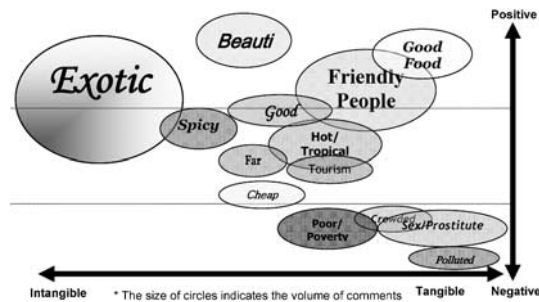 Positive
Beauti
Good
Food
Exotic
Friendly
People
Good
Spicy
Hot/
Tropical
Far
Tourism
Cheap
Crowded
Poor/
Poverty
Sex/Prostitute
Polluted
Intangible
* The size of circles indicates the volume of comments
Tangible
Negative